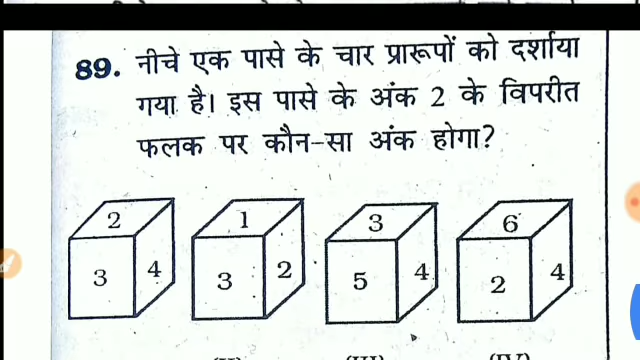 89. नीचे एक पासे के चार प्रारूपों को दर्शाया
गया है। इस पासे के अंक 2 के विपरीत
फलक पर कौन-सा अंक होगा?
2 1 3 6
3 4 3 2 5 4 2 4